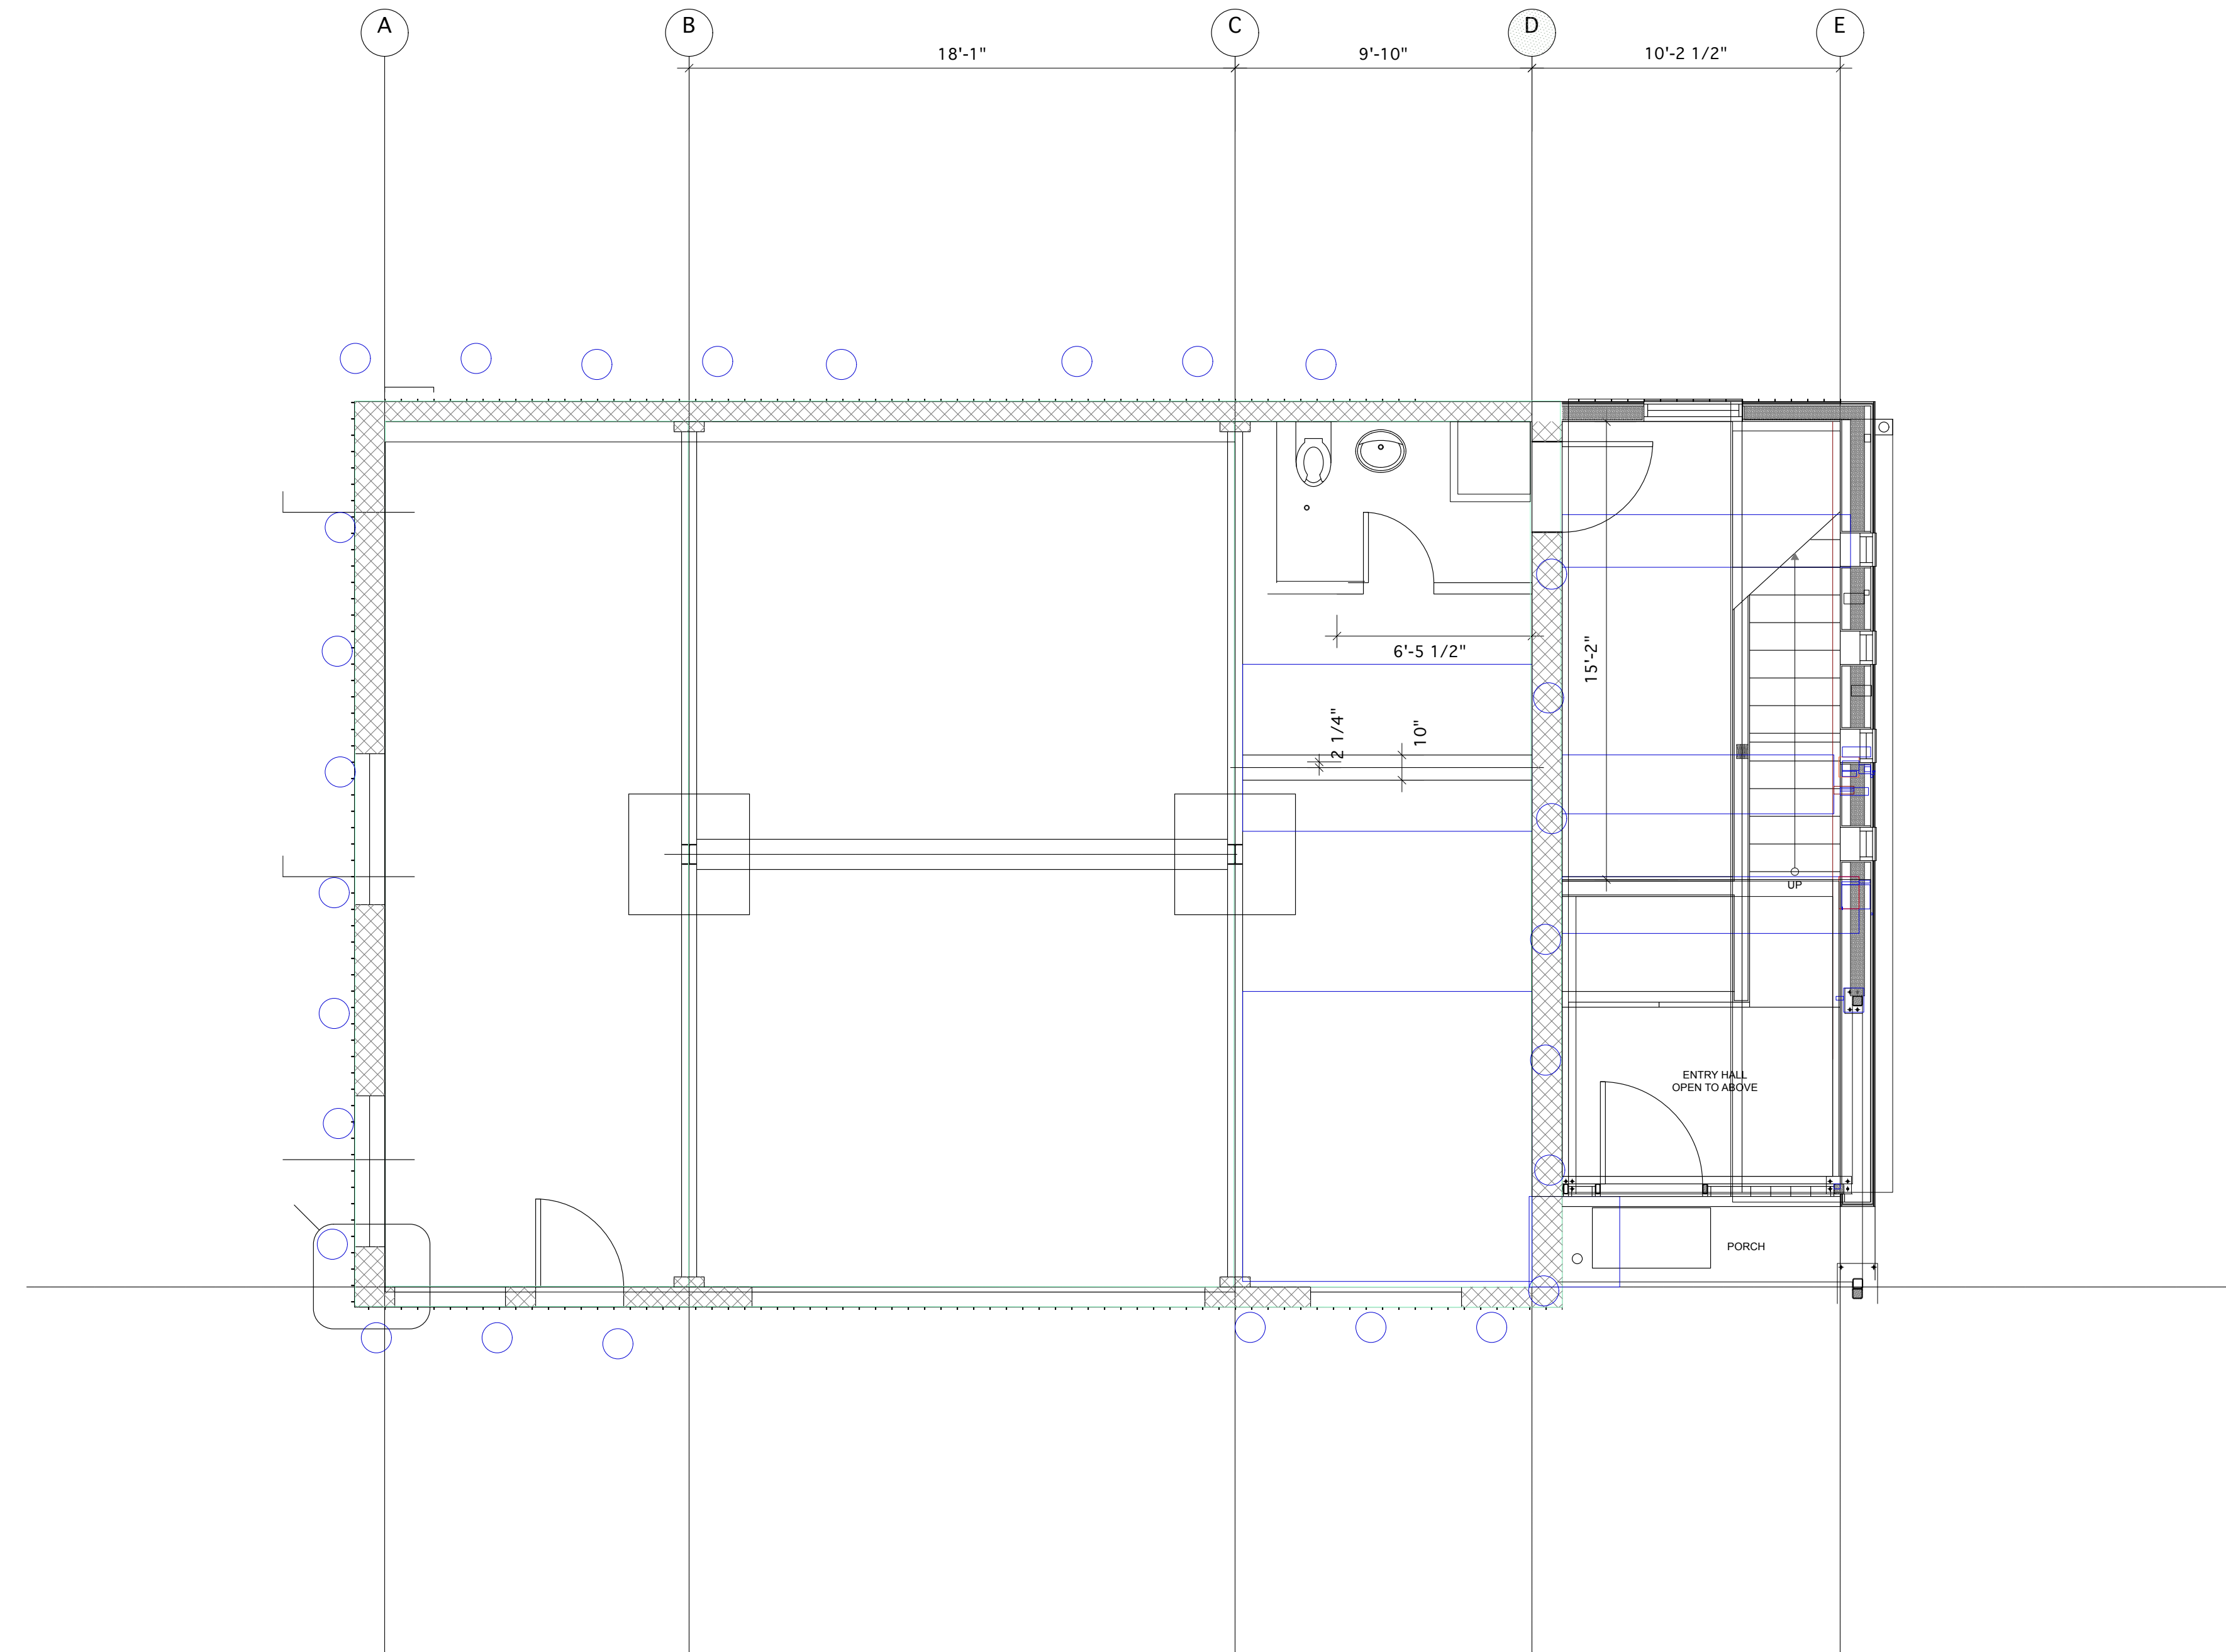 A
B
C
D
E
18'-1"
9'-10"
10'-2 1/2"
6'-5 1/2"
15'-2"
2 1/4"
10"
UP
ENTRY HALL
OPEN TO ABOVE
PORCH